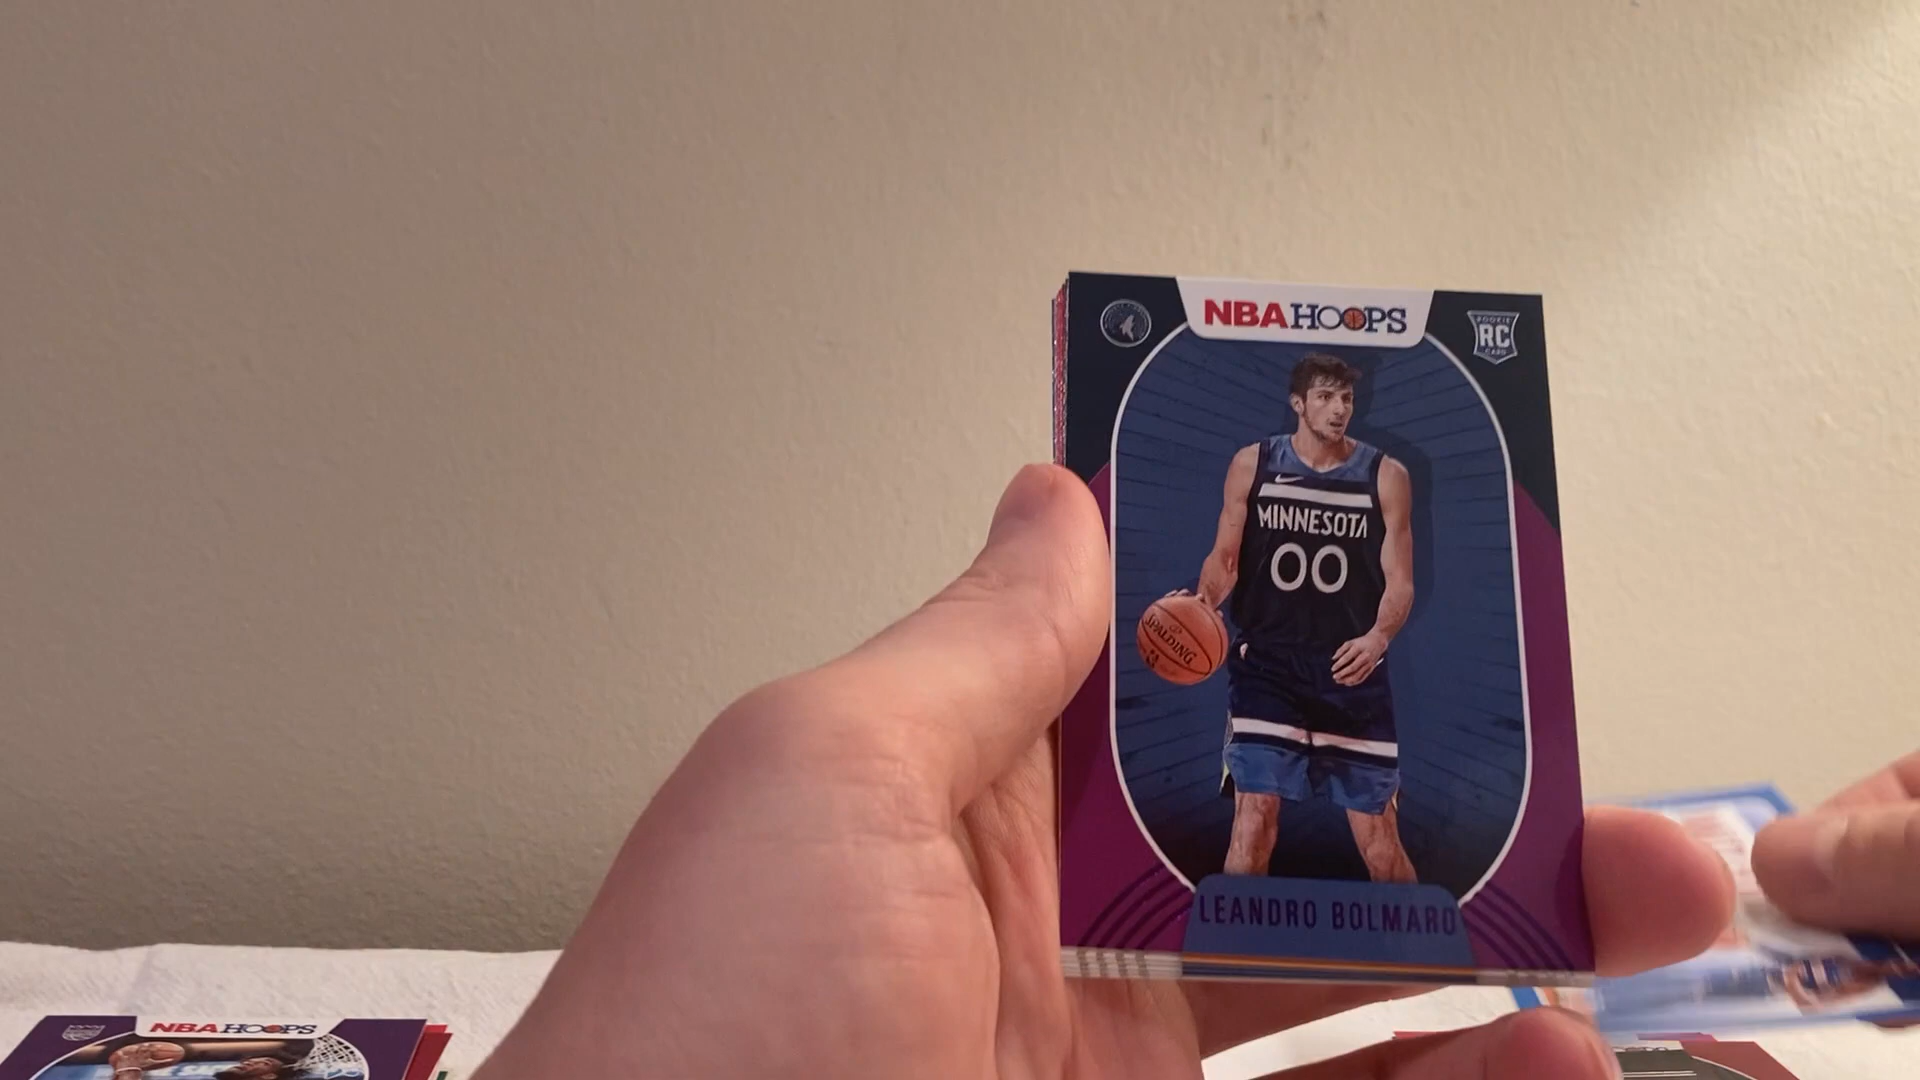 NBA HOOPS
ROOKIE
RC
CARD
MINNESOTA
00
SPALDING
LEANDRO BOLMARO
NBA HOOPS